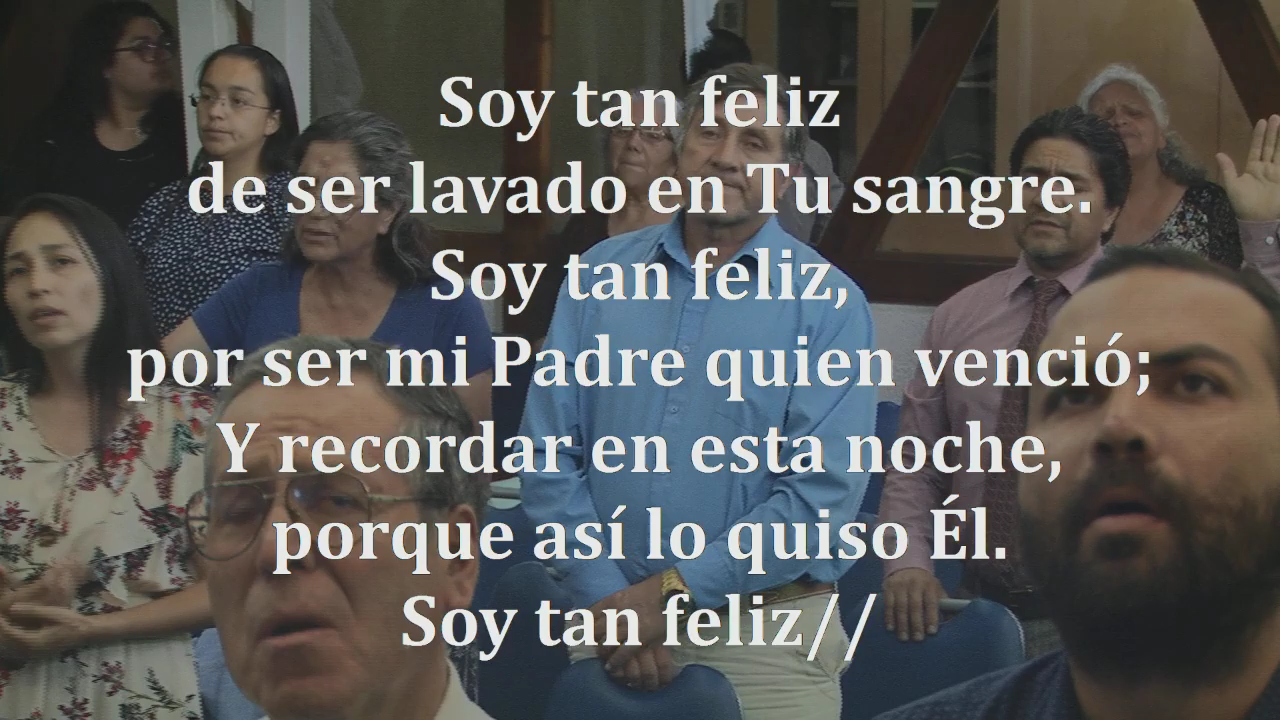 Soy tan feliz
de ser lavado en Tu sangre.
Soy tan feliz,
por ser mi Padre quien venció;
Y recordar en esta noche,
porque así lo quiso Él.
Soy tan feliz//